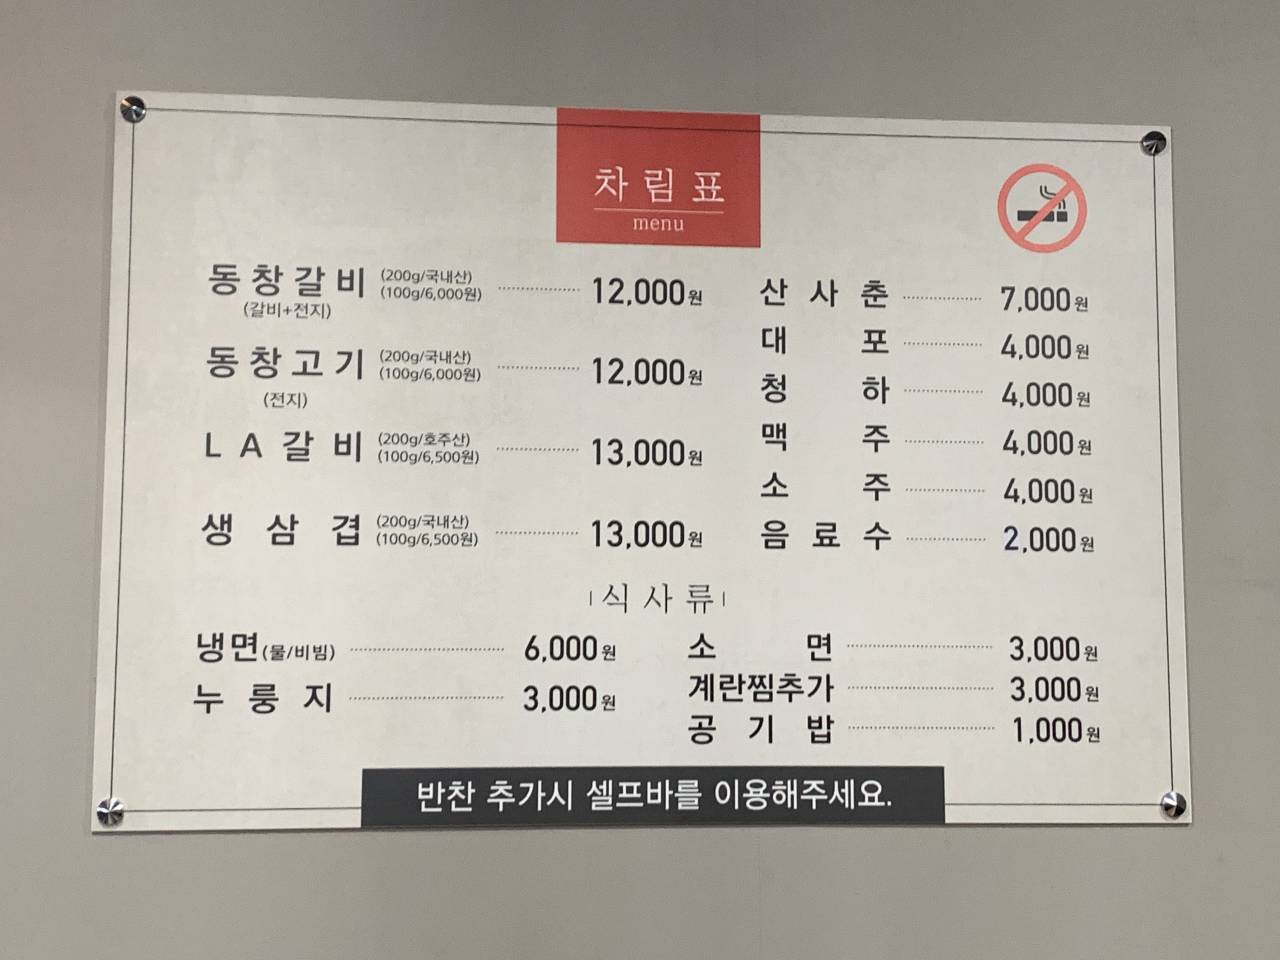 차림표
menu
동창갈비 (200g/국내산) (100g/6,000원) 12,000원
(갈비+전지)
동창고기 (200g/국내산) (100g/6,000원) 12,000원
(전지)
LA갈비 (200g/호주산) (100g/6,500원) 13,000원
생삼겹 (200g/국내산) (100g/6,500원) 13,000원
산사춘 7,000원
대포 4,000원
청하 4,000원
맥주 4,000원
소주 4,000원
음료수 2,000원
식사류
냉면(물/비빔) 6,000원
누룽지 3,000원
소면 3,000원
계란찜추가 3,000원
공기밥 1,000원
반찬 추가시 셀프바를 이용해주세요.